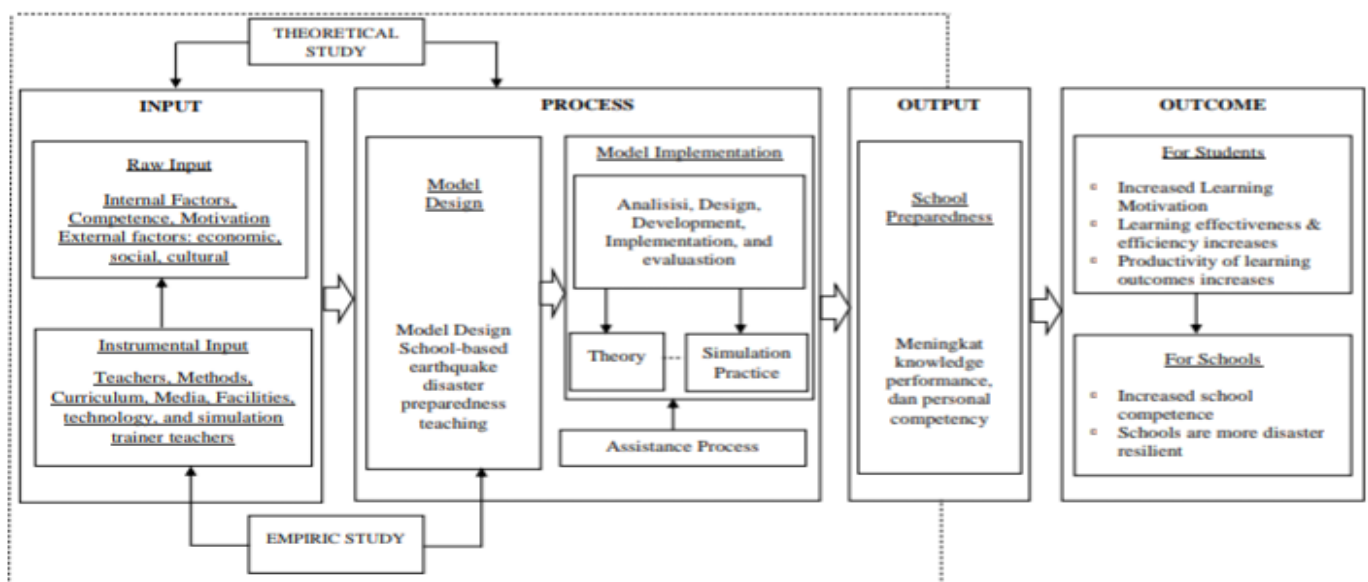 THEORETICAL
STUDY
INPUT
Raw Input
Internal Factors,
Competence, Motivation
External factors: economic,
social, cultural
Instrumental Input
Teachers, Methods,
Curriculum, Media, Facilities,
technology, and simulation
trainer teachers
PROCESS
Model
Design
Model Design
School-based
earthquake
disaster
preparedness
teaching
Model Implementation
Analisisi, Design,
Development,
Implementation, and
evaluastion
Theory
Simulation
Practice
Assistance Process
OUTPUT
School
Preparedness
Meningkat
knowledge
performance,
dan personal
competency
OUTCOME
For Students
▫ Increased Learning
Motivation
▫ Learning effectiveness &
efficiency increases
▫ Productivity of learning
outcomes increases
For Schools
▫ Increased school
competence
▫ Schools are more disaster
resilient
EMPIRIC STUDY